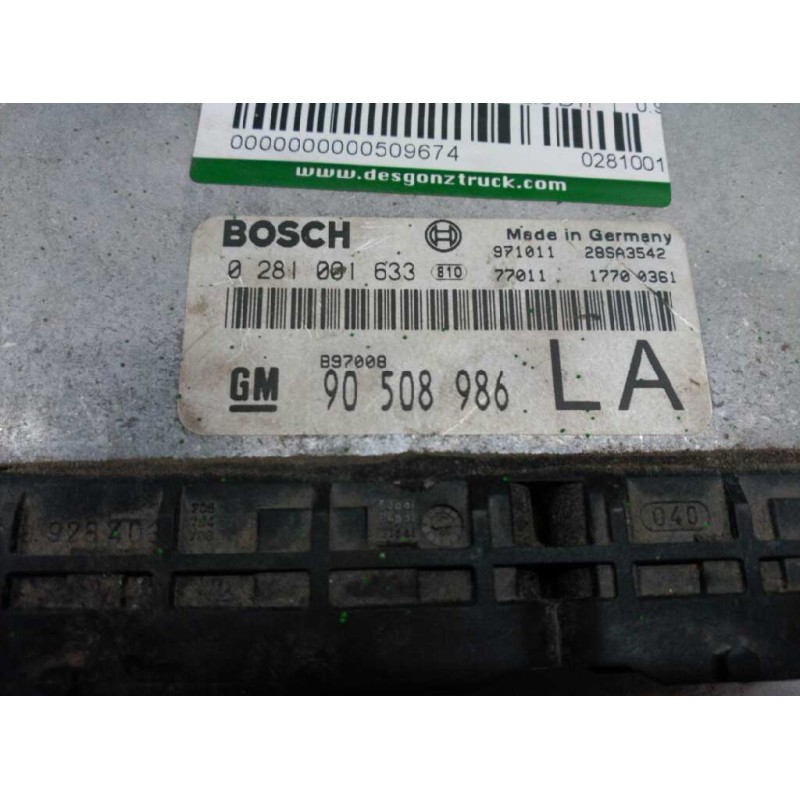 0000000000509674
0281001
www.desgonztruck.com
BOSCH Made in Germany
971011 28SA3542
0 281 001 633 810 77011 1770 0361
B97008
GM 90 508 986 LA
040